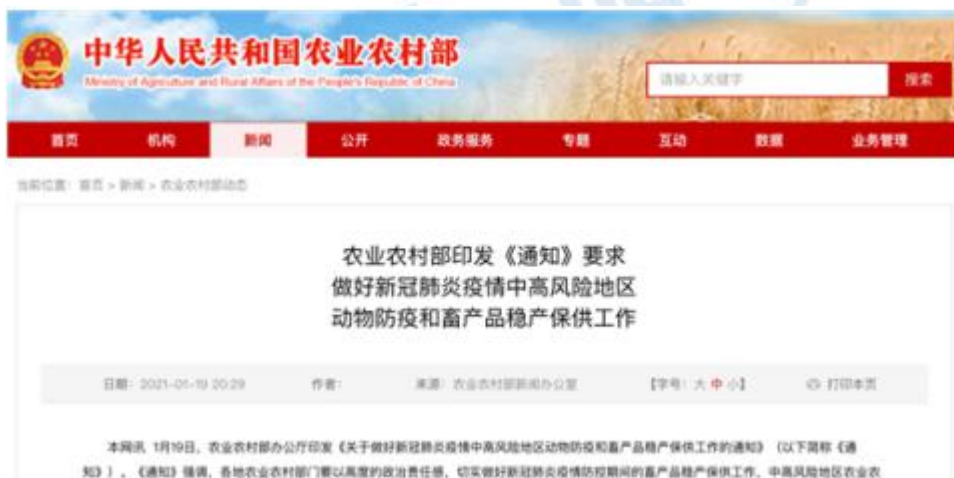 中华人民共和国农业农村部
Ministry of Agriculture and Rural Affairs of the People's Republic of China
请输入关键字 搜索
首页 机构 新闻 公开 政务服务 专题 互动 数据 业务管理
当前位置：首页 > 新闻 > 农业农村部动态
农业农村部印发《通知》要求
做好新冠肺炎疫情中高风险地区
动物防疫和畜产品稳产保供工作
日期：2021-01-19 20:29 作者： 来源：农业农村部新闻办公室 【字号：大 中 小】 打印本页
本网讯 1月19日，农业农村部办公厅印发《关于做好新冠肺炎疫情中高风险地区动物防疫和畜产品稳产保供工作的通知》（以下简称《通
知》）。《通知》强调，各地农业农村部门要以高度的政治责任感，切实做好新冠肺炎疫情防控期间的畜产品稳产保供工作。中高风险地区农业农